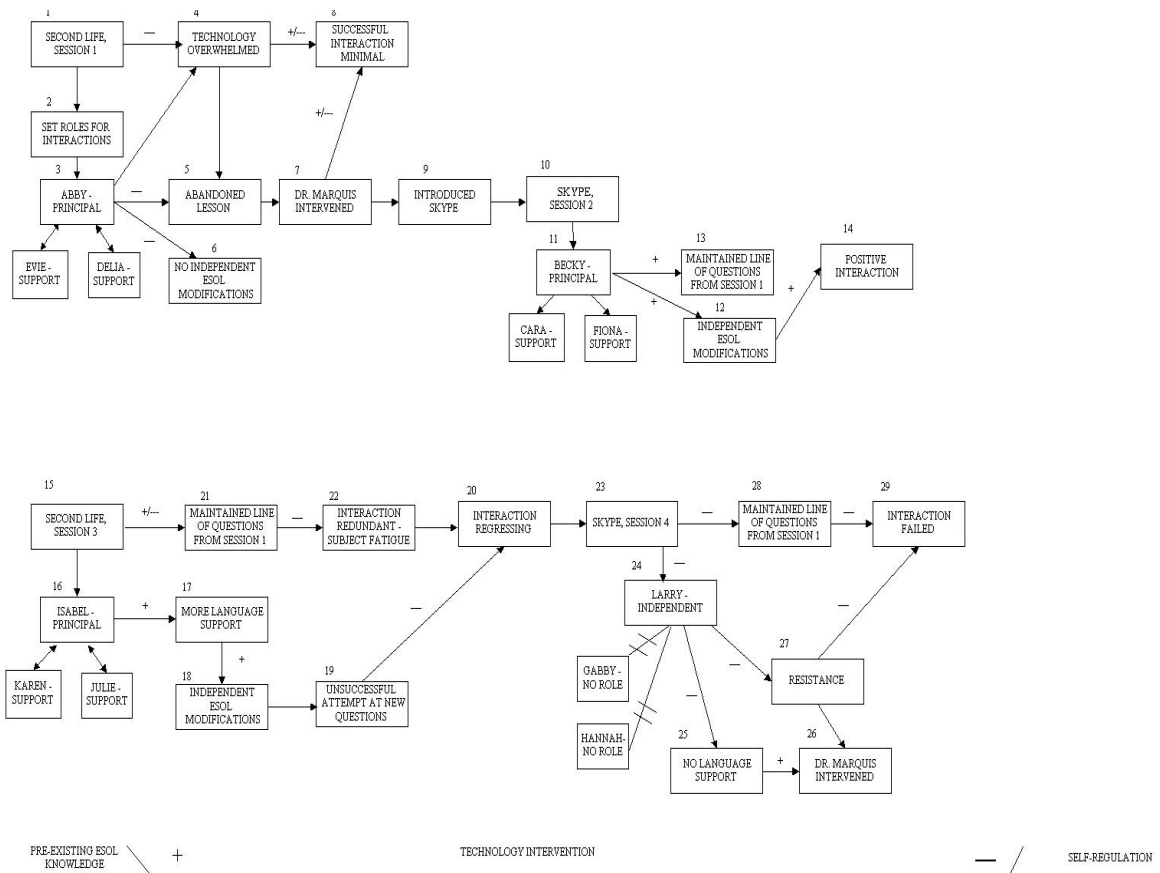 1
SECOND LIFE,
SESSION 1
—
4
TECHNOLOGY
OVERWHELMED
+/---
8
SUCCESSFUL
INTERACTION
MINIMAL
2
SET ROLES FOR
INTERACTIONS
+/---
3
ABBY -
PRINCIPAL
—
5
ABANDONED
LESSON
7
DR. MARQUIS
INTERVENED
9
INTRODUCED
SKYPE
10
SKYPE,
SESSION 2
EVIE -
SUPPORT
DELIA -
SUPPORT
—
6
NO INDEPENDENT
ESOL
MODIFICATIONS
11
BECKY -
PRINCIPAL
+
13
MAINTAINED LINE
OF QUESTIONS
FROM SESSION 1
14
POSITIVE
INTERACTION
+
12
INDEPENDENT
ESOL
MODIFICATIONS
+
CARA -
SUPPORT
FIONA -
SUPPORT
15
SECOND LIFE,
SESSION 3
+/---
21
MAINTAINED LINE
OF QUESTIONS
FROM SESSION 1
—
22
INTERACTION
REDUNDANT -
SUBJECT FATIGUE
20
INTERACTION
REGRESSING
23
SKYPE, SESSION 4
—
28
MAINTAINED LINE
OF QUESTIONS
FROM SESSION 1
—
29
INTERACTION
FAILED
16
ISABEL -
PRINCIPAL
+
17
MORE LANGUAGE
SUPPORT
—
24
—
LARRY -
INDEPENDENT
—
KAREN -
SUPPORT
JULIE -
SUPPORT
+
18
INDEPENDENT
ESOL
MODIFICATIONS
19
UNSUCCESSFUL
ATTEMPT AT NEW
QUESTIONS
GABBY -
NO ROLE
—
27
RESISTANCE
HANNAH-
NO ROLE
—
25
NO LANGUAGE
SUPPORT
+
26
DR. MARQUIS
INTERVENED
PRE-EXISTING ESOL
KNOWLEDGE
+
TECHNOLOGY INTERVENTION
—
SELF-REGULATION